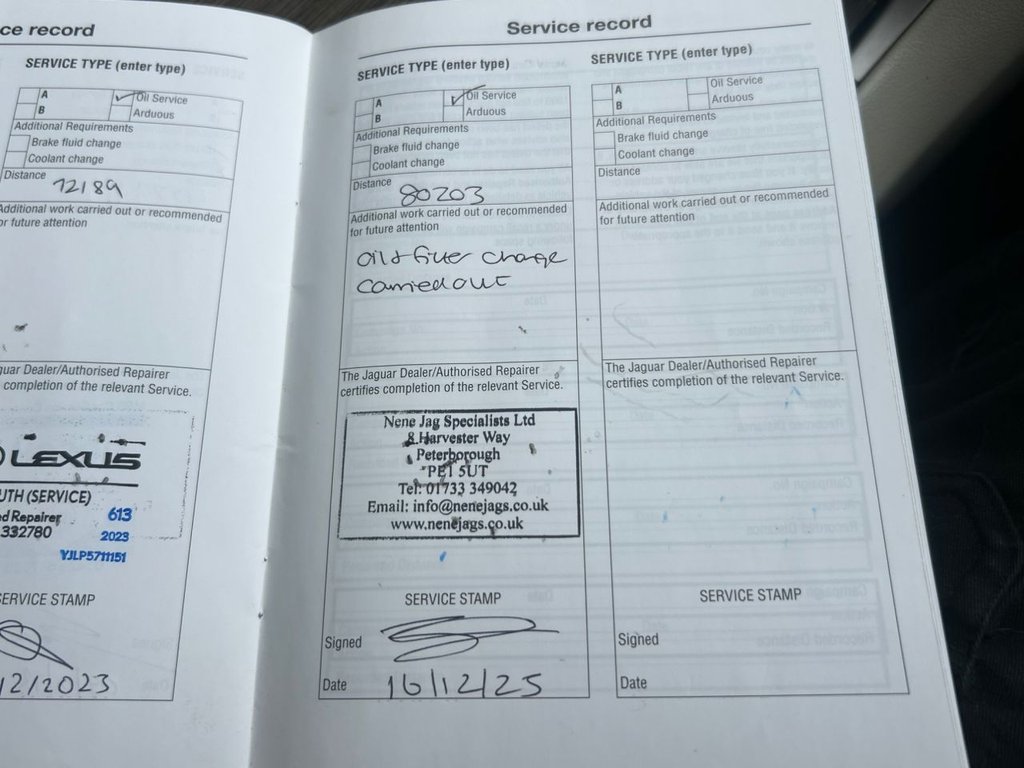 ce record
SERVICE TYPE (enter type)
A
Oil Service
B
Arduous
Additional Requirements
Brake fluid change
Coolant change
Distance
72189
Additional work carried out or recommended
for future attention
guar Dealer/Authorised Repairer
completion of the relevant Service.
LEXUS
UTH (SERVICE)
ed Repairer
613
332780
2023
YJLP5711151
SERVICE STAMP
12/2023
Service record
SERVICE TYPE (enter type)
A
Oil Service
B
Arduous
Additional Requirements
Brake fluid change
Coolant change
Distance
80203
Additional work carried out or recommended
for future attention
oil + filter change
carried out
The Jaguar Dealer/Authorised Repairer
certifies completion of the relevant Service.
Nene Jag Specialists Ltd
8 Harvester Way
Peterborough
PE1 5UT
Tel: 01733 349042
Email: info@nenejags.co.uk
www.nenejags.co.uk
SERVICE STAMP
Signed
Date 16/12/25
SERVICE TYPE (enter type)
A
Oil Service
B
Arduous
Additional Requirements
Brake fluid change
Coolant change
Distance
Additional work carried out or recommended
for future attention
The Jaguar Dealer/Authorised Repairer
certifies completion of the relevant Service.
SERVICE STAMP
Signed
Date